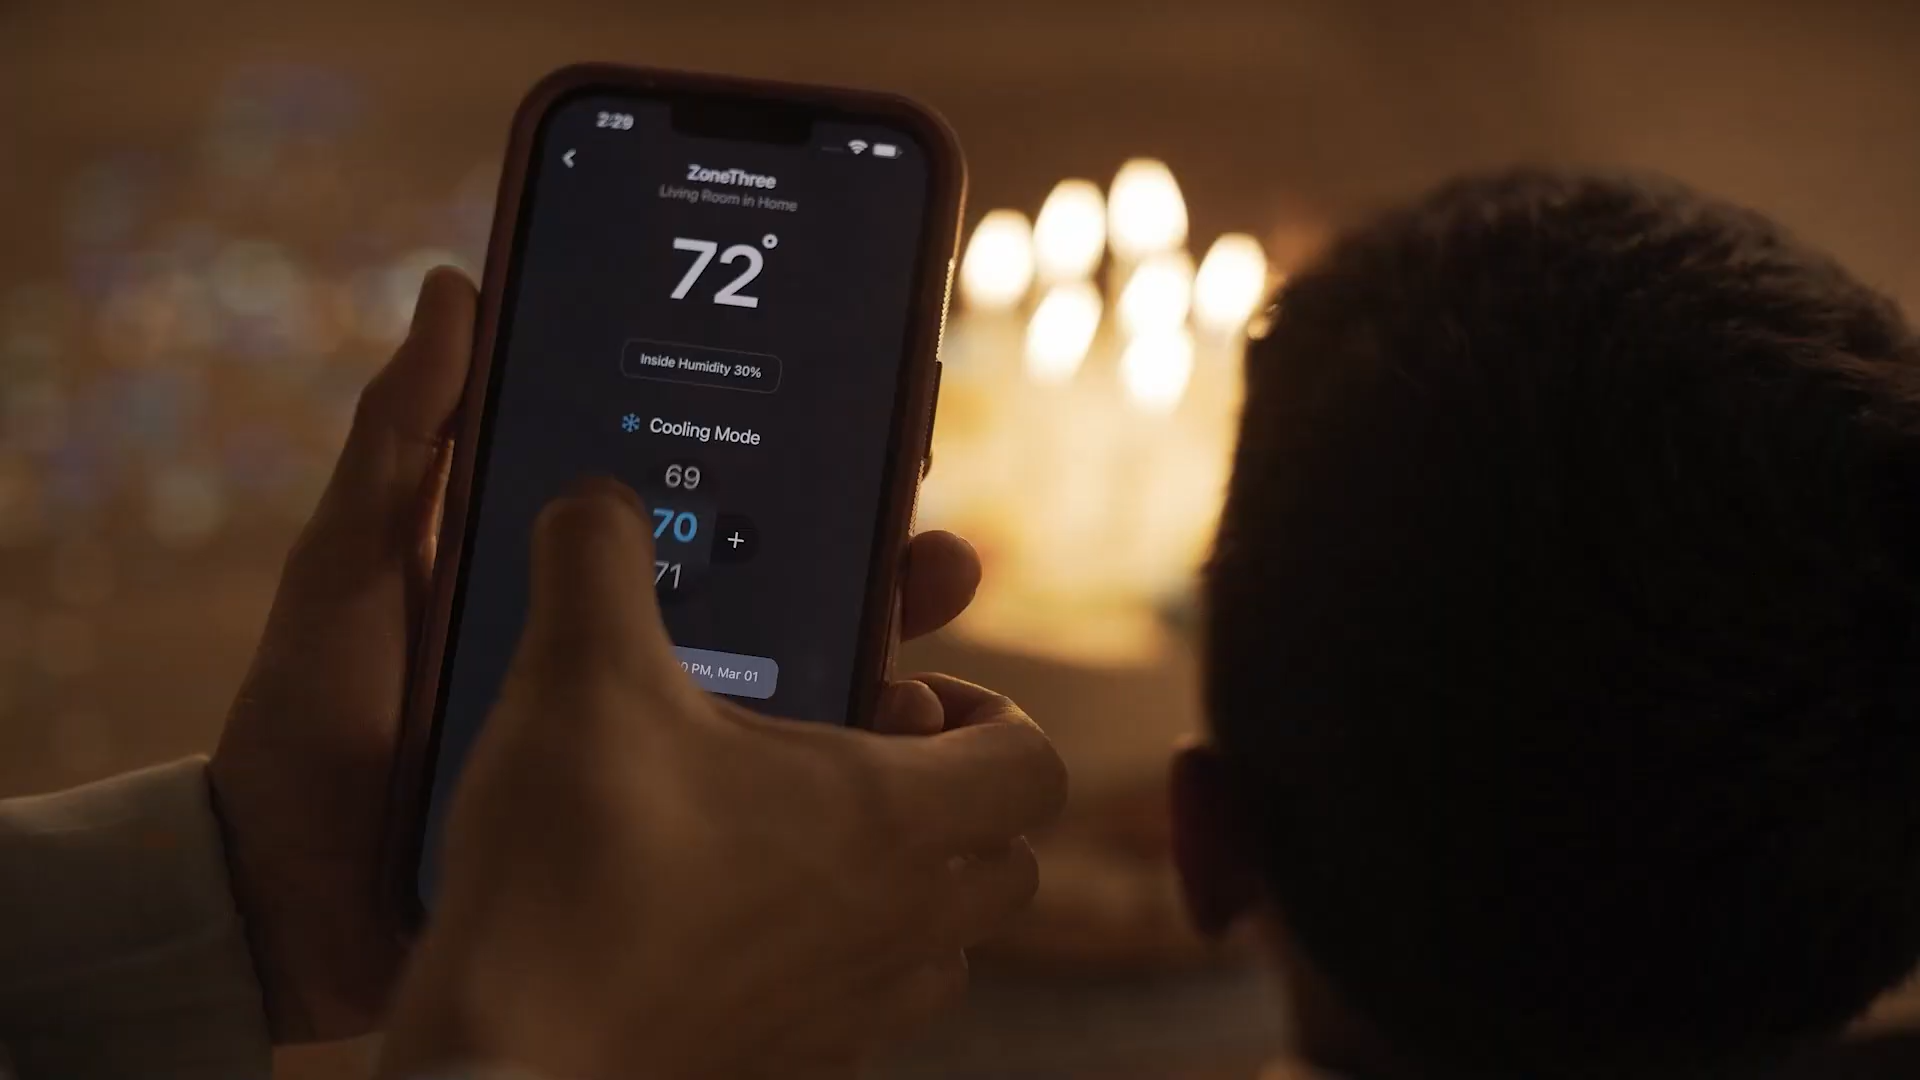 2:29
ZoneThree
Living Room in Home
72°
Inside Humidity 30%
Cooling Mode
69
70
+
71
PM, Mar 01